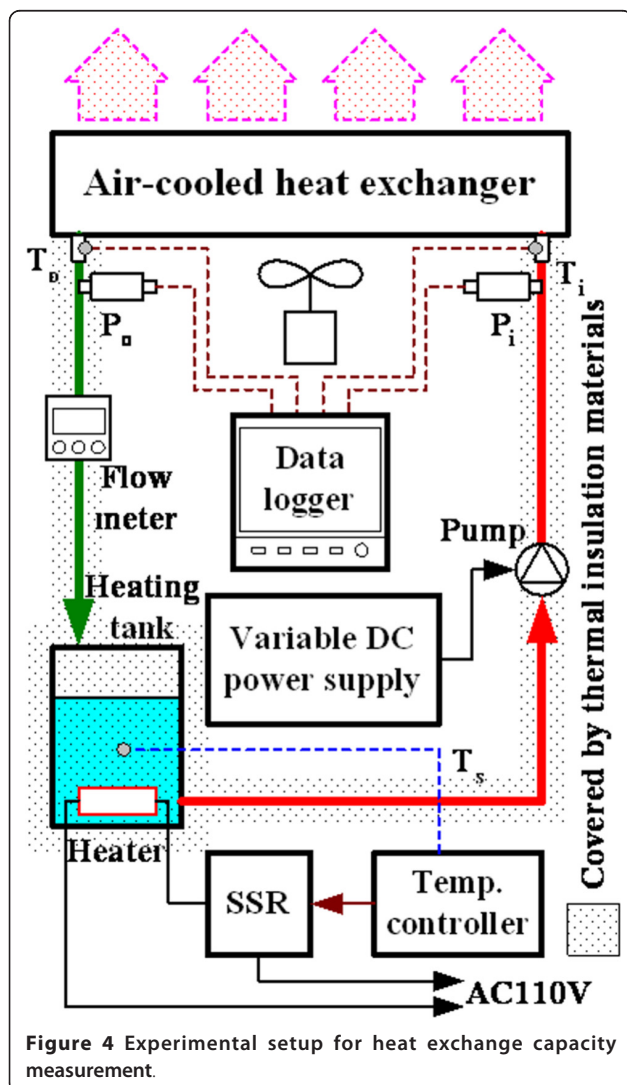 Air-cooled heat exchanger
To
Ti
Po
Pi
Flow
meter
Data
logger
Pump
Heating
tank
Variable DC
power supply
Ts
Heater
SSR
Temp.
controller
AC110V
Covered by thermal insulation materials
Figure 4 Experimental setup for heat exchange capacity
measurement.